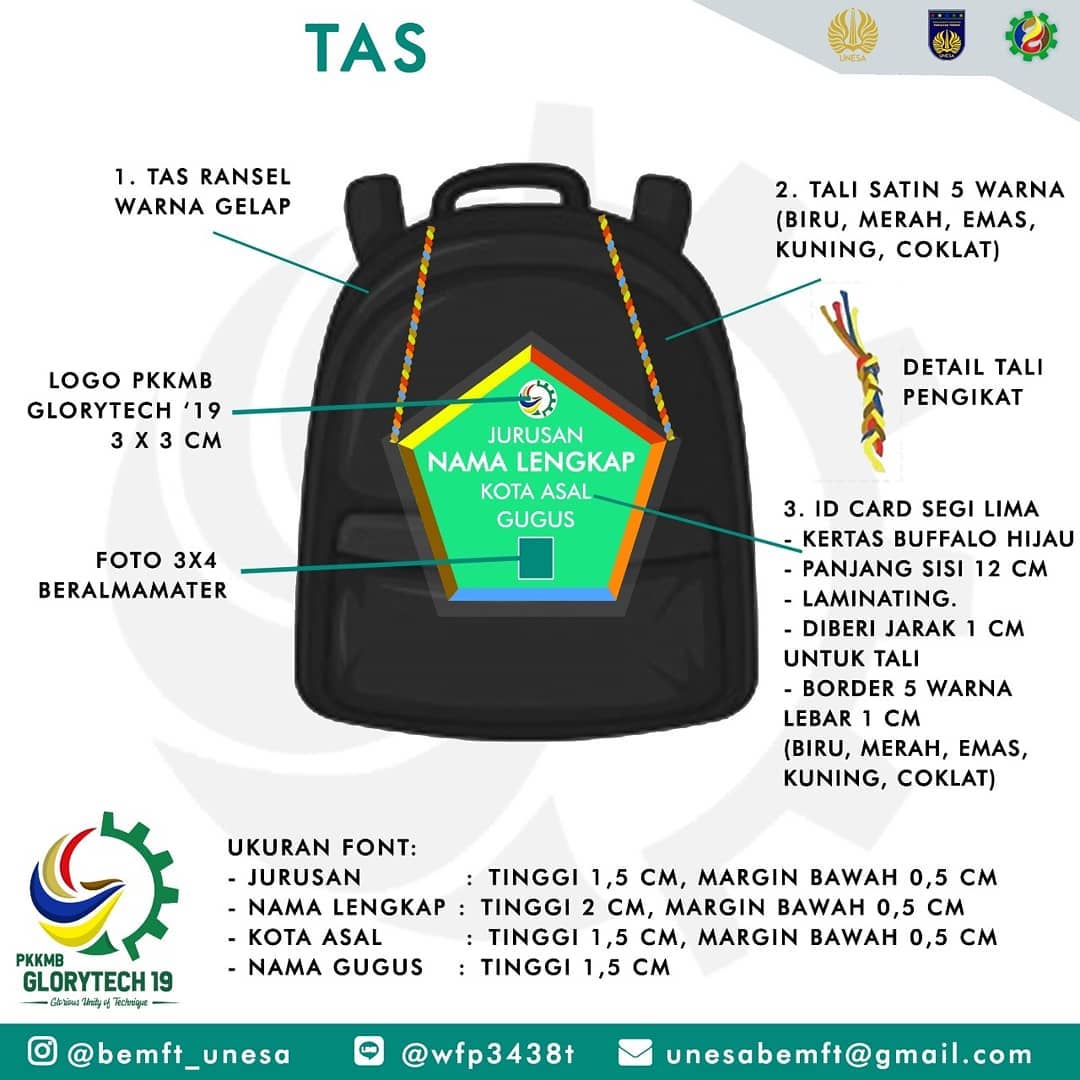 TAS
UNESA
UNESA
1. TAS RANSEL
WARNA GELAP
2. TALI SATIN 5 WARNA
(BIRU, MERAH, EMAS,
KUNING, COKLAT)
DETAIL TALI
PENGIKAT
LOGO PKKMB
GLORYTECH ‘19
3 X 3 CM
JURUSAN
NAMA LENGKAP
KOTA ASAL
GUGUS
FOTO 3X4
BERALMAMATER
3. ID CARD SEGI LIMA
- KERTAS BUFFALO HIJAU
- PANJANG SISI 12 CM
- LAMINATING.
- DIBERI JARAK 1 CM
UNTUK TALI
- BORDER 5 WARNA
LEBAR 1 CM
(BIRU, MERAH, EMAS,
KUNING, COKLAT)
UKURAN FONT:
- JURUSAN : TINGGI 1,5 CM, MARGIN BAWAH 0,5 CM
- NAMA LENGKAP : TINGGI 2 CM, MARGIN BAWAH 0,5 CM
- KOTA ASAL : TINGGI 1,5 CM, MARGIN BAWAH 0,5 CM
- NAMA GUGUS : TINGGI 1,5 CM
PKKMB
GLORYTECH 19
Glorious Unity of Technique
@bemft_unesa
LINE
@wfp3438t
unesabemft@gmail.com